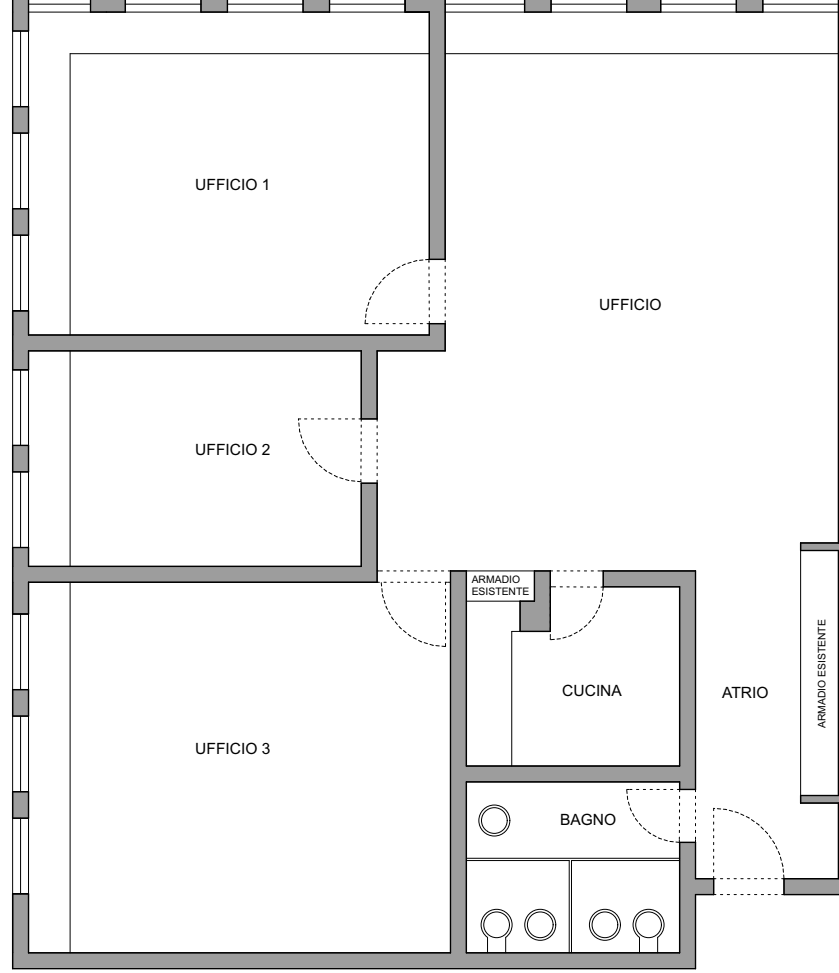 UFFICIO 1
UFFICIO
UFFICIO 2
ARMADIO
ESISTENTE
CUCINA
ATRIO
ARMADIO ESISTENTE
UFFICIO 3
BAGNO